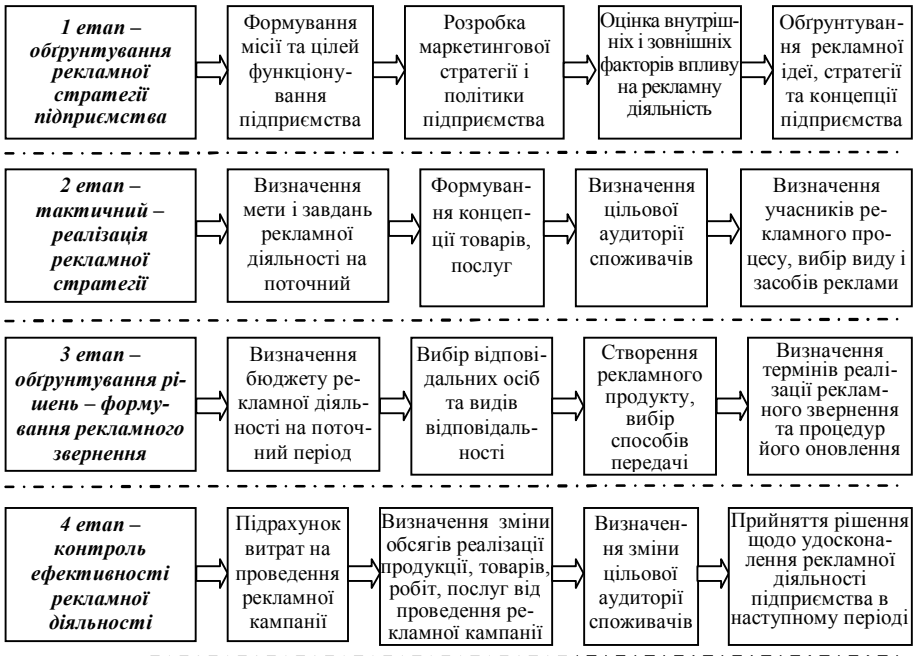 1 етап –
обґрунтування
рекламної
стратегії
підприємства
Формування
місії та цілей
функціону-
вання
підприємства
Розробка
маркетингової
стратегії і
політики
підприємства
Оцінка внутріш-
ніх і зовнішніх
факторів впливу
на рекламну
діяльність
Обґрунтуван-
ня рекламної
ідеї, стратегії
та концепції
підприємства
2 етап –
тактичний –
реалізація
рекламної
стратегії
Визначення
мети і завдань
рекламної
діяльності на
поточний
Формуван-
ня концеп-
ції товарів,
послуг
Визначення
цільової
аудиторії
споживачів
Визначення
учасників ре-
кламного про-
цесу, вибір виду і
засобів реклами
3 етап –
обґрунтування рі-
шень – форму-
вання рекламного
звернення
Визначення
бюджету ре-
кламної діяль-
ності на поточ-
ний період
Вибір відпові-
дальних осіб
та видів
відповідаль-
ності
Створення
рекламного
продукту,
вибір
способів
передачі
Визначення
термінів реалі-
зації реклам-
ного звернення
та процедур
його оновлення
4 етап –
контроль
ефективності
рекламної
діяльності
Підрахунок
витрат на
проведення
рекламної
кампанії
Визначення зміни
обсягів реалізації
продукції, товарів,
робіт, послуг від
проведення ре-
кламної кампанії
Визначен-
ня зміни
цільової
аудиторії
споживачів
Прийняття рішення
щодо удоскона-
лення рекламної
діяльності
підприємства в
наступному періоді